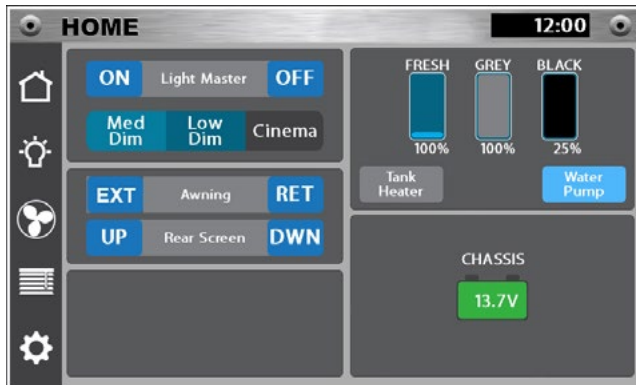 HOME
12:00
ON Light Master OFF
Med Dim
Low Dim
Cinema
EXT Awning RET
UP Rear Screen DWN
FRESH GREY BLACK
100% 100% 25%
Tank
Heater
Water
Pump
CHASSIS
13.7V